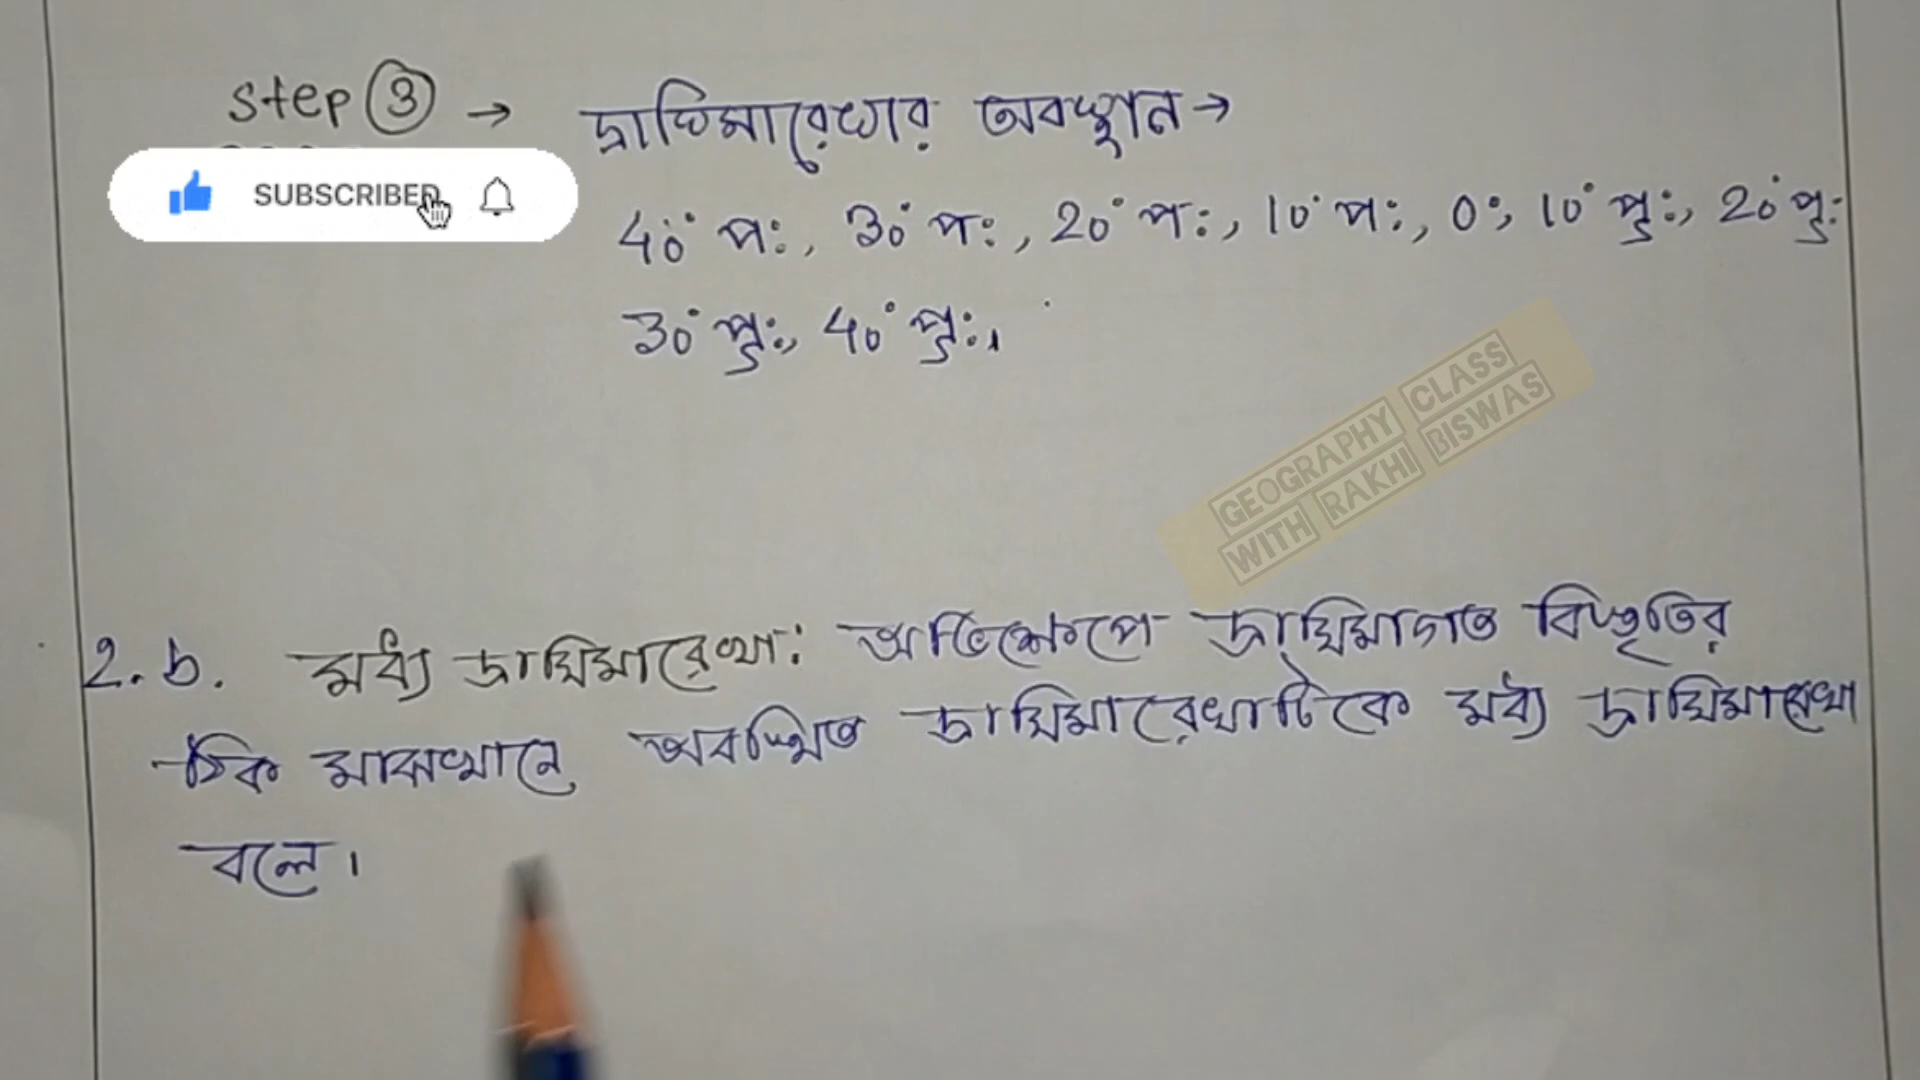 Step ③ → দ্রাঘিমারেখার অবস্থান →
SUBSCRIBED
40° প:, 30° প:, 20° প:, 10° প:, 0°, 10° পূ:, 20° পূ:
30° পূ:, 40° পূ:।
GEOGRAPHY CLASS
WITH RAKHI BISWAS
2. b. মধ্য দ্রাঘিমারেখা: অভিক্ষেপে দ্রাঘিমাগত বিস্তৃতির
ঠিক মাঝখানে অবস্থিত দ্রাঘিমারেখাটিকে মধ্য দ্রাঘিমারেখা
বলে।